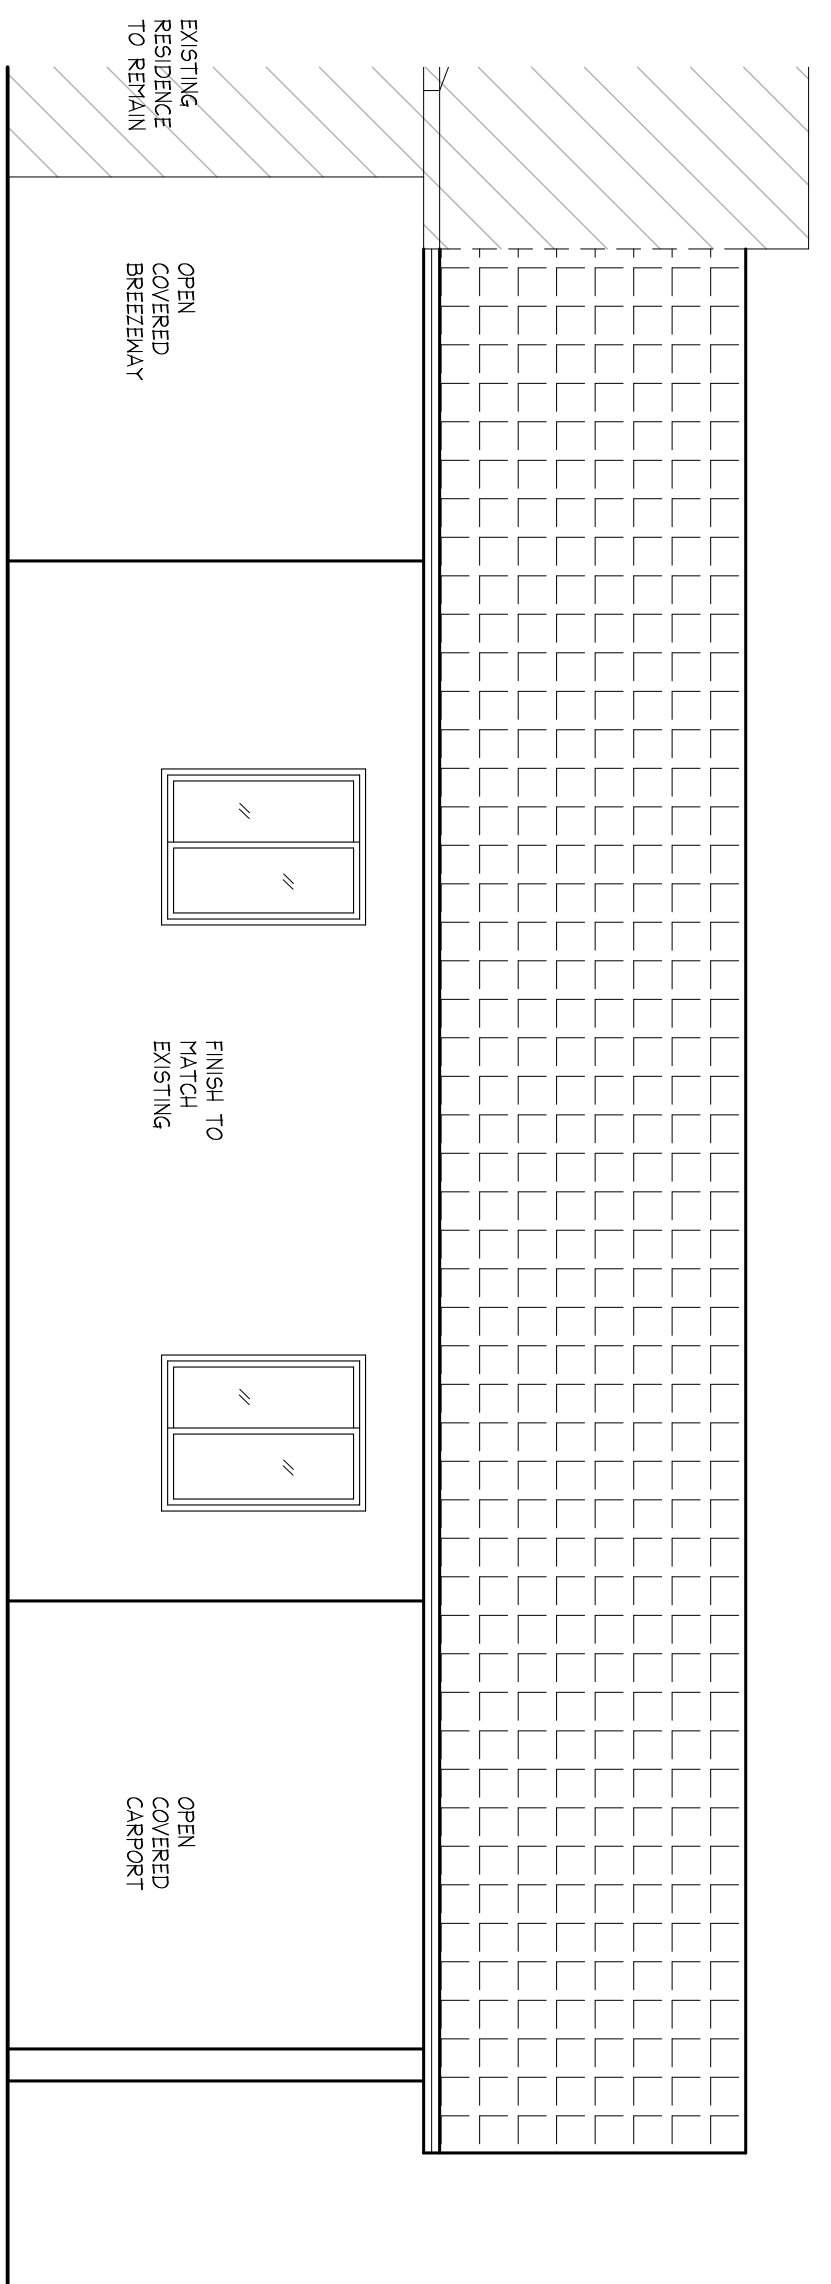 EXISTING
RESIDENCE
TO REMAIN
OPEN
COVERED
BREEZEWAY
FINISH TO
MATCH
EXISTING
OPEN
COVERED
CARPORT